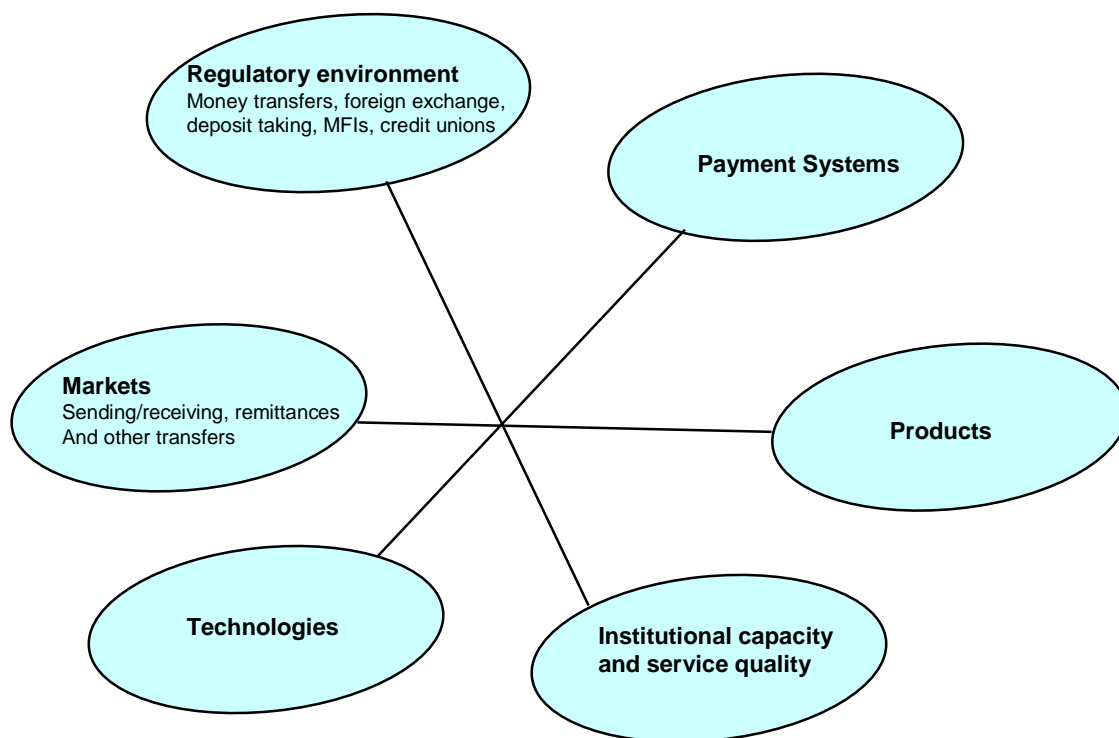 Regulatory environment
Money transfers, foreign exchange,
deposit taking, MFIs, credit unions
Payment Systems
Markets
Sending/receiving, remittances
And other transfers
Products
Technologies
Institutional capacity
and service quality